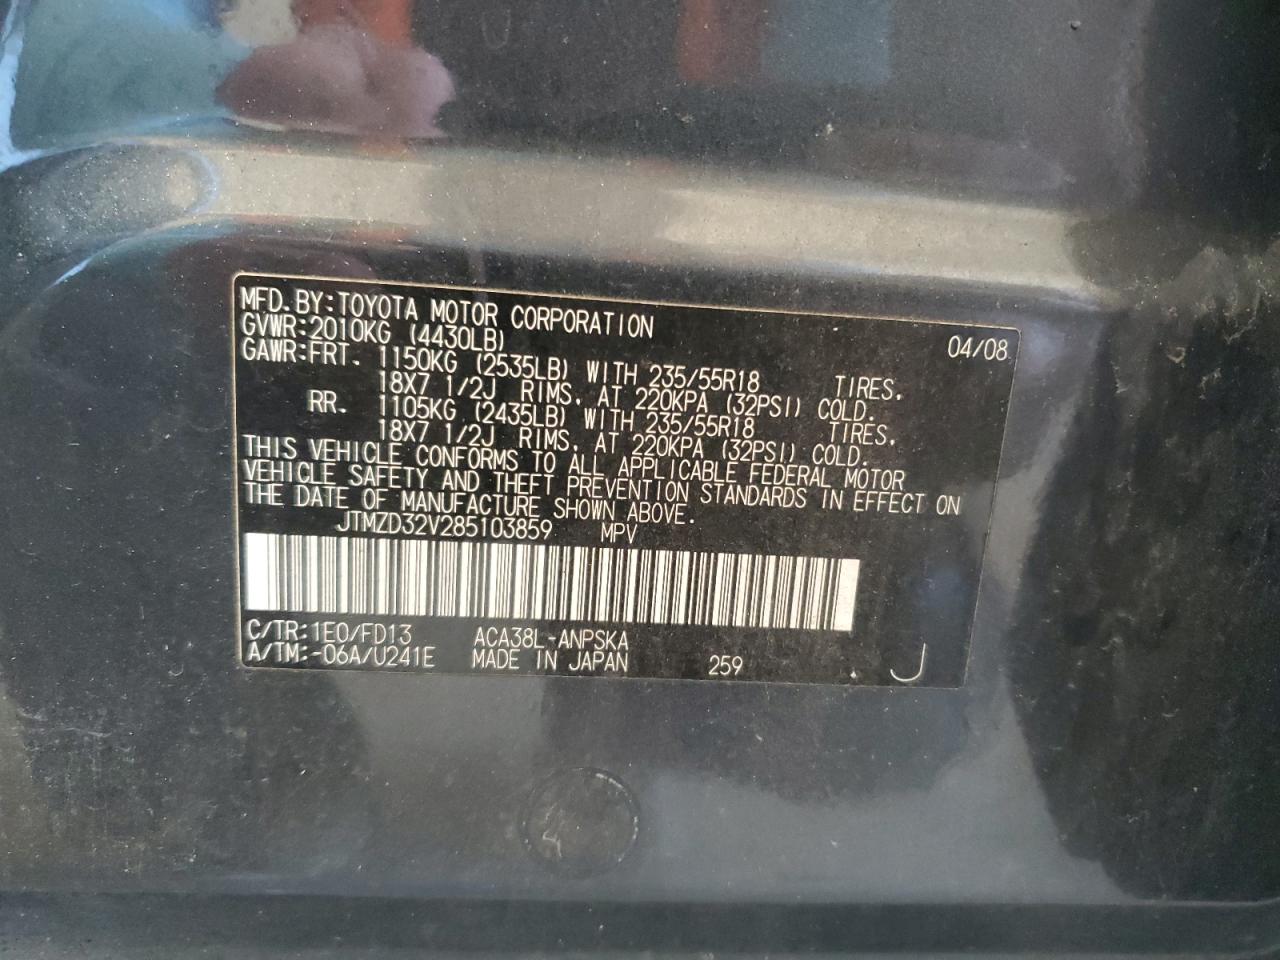 MFD.BY:TOYOTA MOTOR CORPORATION 04/08
GVWR:2010KG (4430LB)
GAWR:FRT. 1150KG (2535LB) WITH 235/55R18 TIRES,
18X7 1/2J RIMS, AT 220KPA (32PSI) COLD.
RR. 1105KG (2435LB) WITH 235/55R18 TIRES,
18X7 1/2J RIMS, AT 220KPA (32PSI) COLD.
THIS VEHICLE CONFORMS TO ALL APPLICABLE FEDERAL MOTOR
VEHICLE SAFETY AND THEFT PREVENTION STANDARDS IN EFFECT ON
THE DATE OF MANUFACTURE SHOWN ABOVE.
JTMZD32V285103859 MPV
C/TR:1E0/FD13 ACA38L-ANPSKA
A/TM:-06A/U241E MADE IN JAPAN 259 J